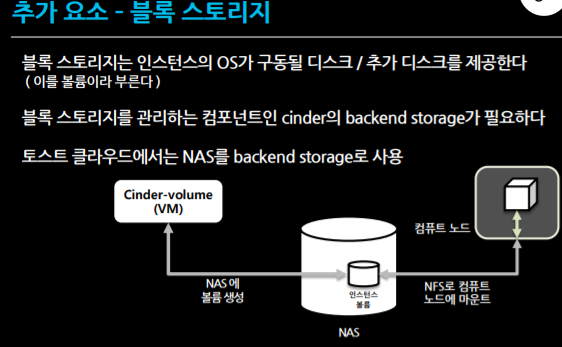 추가 요소 - 블록 스토리지
블록 스토리지는 인스턴스의 OS가 구동될 디스크 / 추가 디스크를 제공한다
( 이를 볼륨이라 부른다 )
블록 스토리지를 관리하는 컴포넌트인 cinder의 backend storage가 필요하다
토스트 클라우드에서는 NAS를 backend storage로 사용
Cinder-volume
(VM)
컴퓨트 노드
NAS 에
볼륨 생성
인스턴스
볼륨
NFS로 컴퓨트
노드에 마운트
NAS